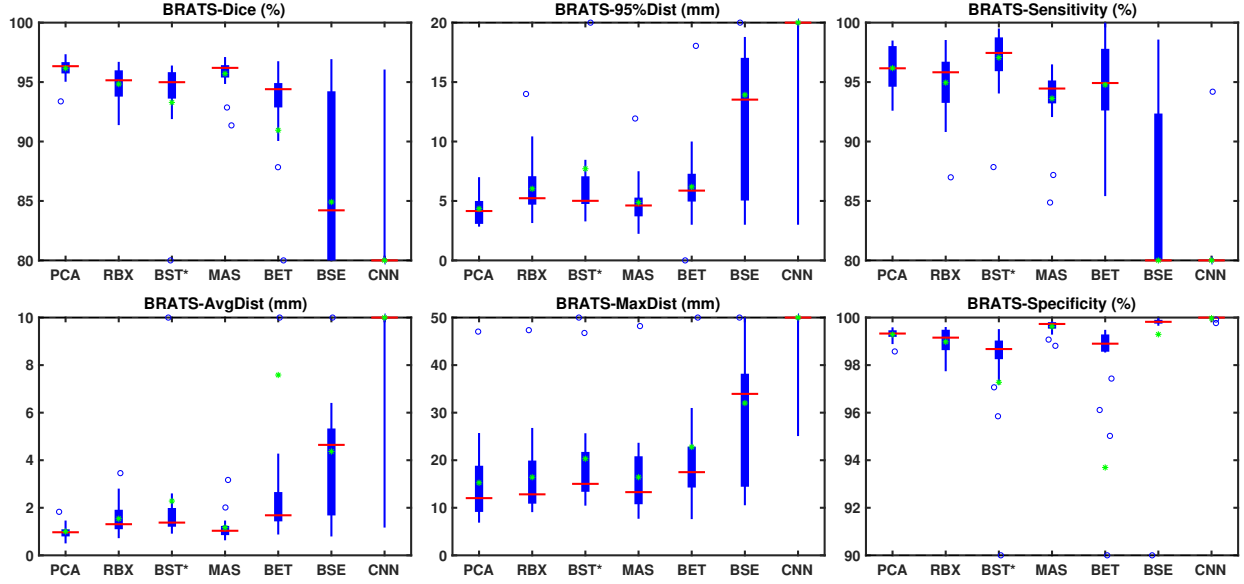 BRATS-Dice (%)
100
95
90
85
80
PCA RBX BST* MAS BET BSE CNN
BRATS-95%Dist (mm)
20
15
10
5
0
PCA RBX BST* MAS BET BSE CNN
BRATS-Sensitivity (%)
100
95
90
85
80
PCA RBX BST* MAS BET BSE CNN
BRATS-AvgDist (mm)
10
8
6
4
2
0
PCA RBX BST* MAS BET BSE CNN
BRATS-MaxDist (mm)
50
40
30
20
10
0
PCA RBX BST* MAS BET BSE CNN
BRATS-Specificity (%)
100
98
96
94
92
90
PCA RBX BST* MAS BET BSE CNN